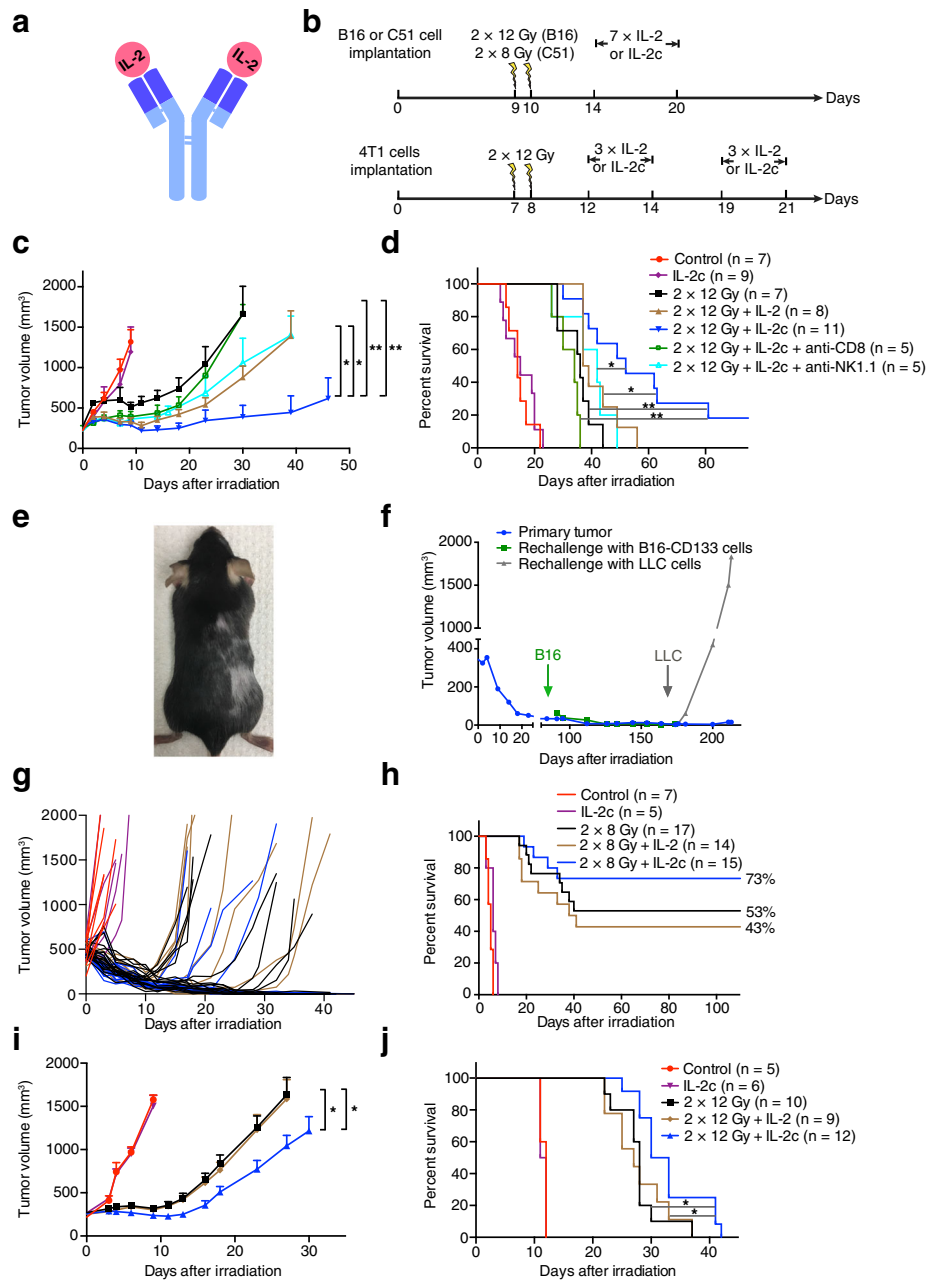 a
IL-2
IL-2
b
B16 or C51 cell
implantation
2 × 12 Gy (B16)
2 × 8 Gy (C51)
7 × IL-2
or IL-2c
0
9
10
14
20
Days
4T1 cells
implantation
2 × 12 Gy
3 × IL-2
or IL-2c
3 × IL-2
or IL-2c
0
7
8
12
14
19
21
Days
c
Tumor volume (mm³)
2000
1500
1000
500
0
0 10 20 30 40 50
Days after irradiation
*
*
**
**
d
Control (n = 7)
IL-2c (n = 9)
2 × 12 Gy (n = 7)
2 × 12 Gy + IL-2 (n = 8)
2 × 12 Gy + IL-2c (n = 11)
2 × 12 Gy + IL-2c + anti-CD8 (n = 5)
2 × 12 Gy + IL-2c + anti-NK1.1 (n = 5)
Percent survival
100
80
60
40
20
0
*
*
**
**
0 20 40 60 80
Days after irradiation
e
f
Primary tumor
Rechallenge with B16-CD133 cells
Rechallenge with LLC cells
Tumor volume (mm³)
2000
1500
1000
400
200
0
B16
LLC
0 10 20 100 150 200
Days after irradiation
g
Tumor volume (mm³)
2000
1500
1000
500
0
0 10 20 30 40
Days after irradiation
h
Control (n = 7)
IL-2c (n = 5)
2 × 8 Gy (n = 17)
2 × 8 Gy + IL-2 (n = 14)
2 × 8 Gy + IL-2c (n = 15)
Percent survival
100
80
60
40
20
0
73%
53%
43%
0 20 40 60 80 100
Days after irradiation
i
Tumor volume (mm³)
2000
1500
1000
500
0
0 10 20 30
Days after irradiation
*
*
j
Control (n = 5)
IL-2c (n = 6)
2 × 12 Gy (n = 10)
2 × 12 Gy + IL-2 (n = 9)
2 × 12 Gy + IL-2c (n = 12)
Percent survival
100
80
60
40
20
0
*
*
0 10 20 30 40
Days after irradiation